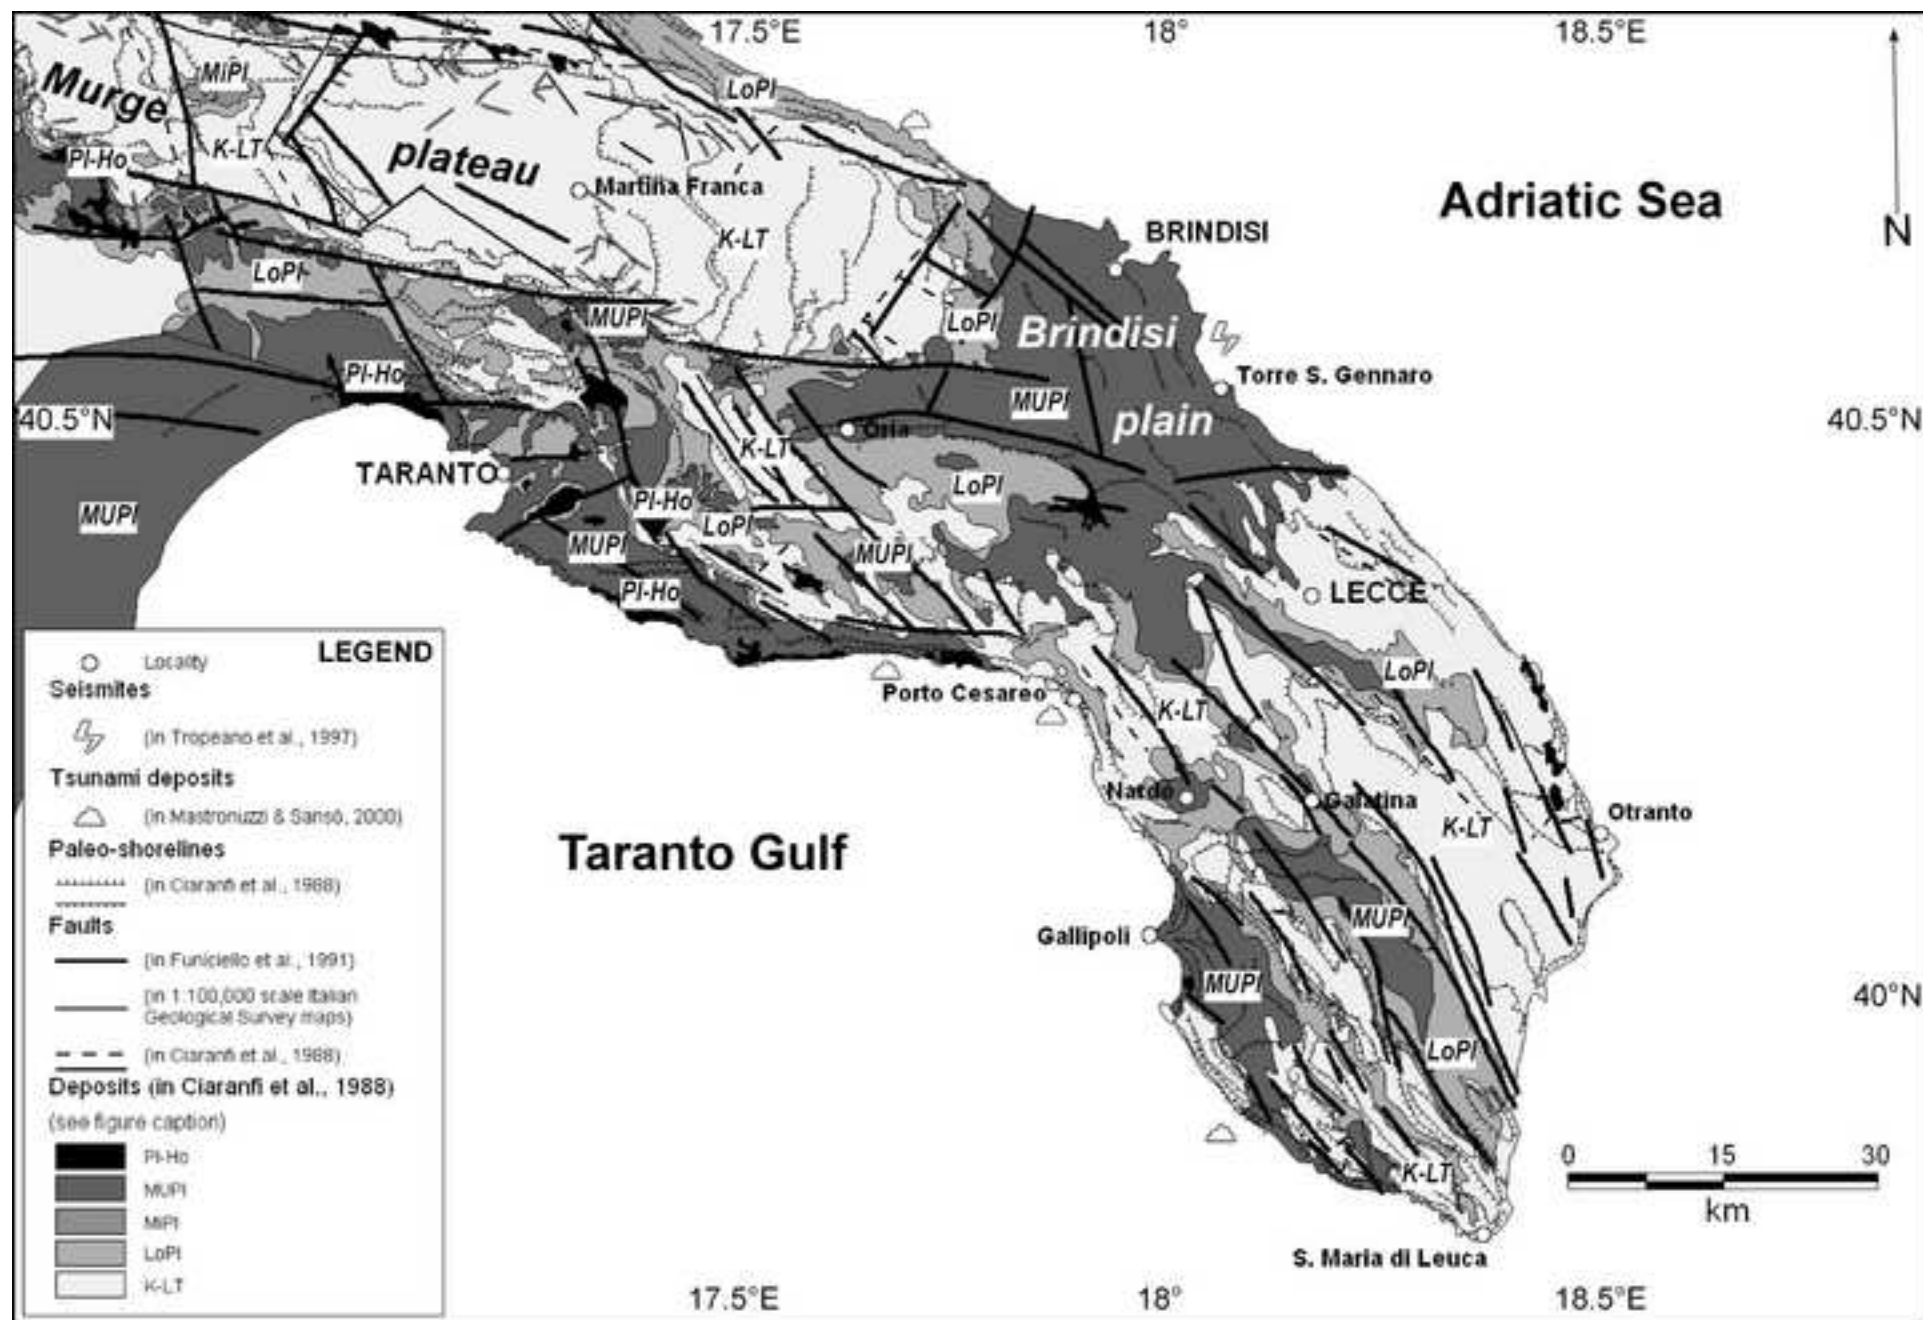 17.5°E
18°
18.5°E
MiPl
LoPl
Murge
Pl-Ho
K-LT
plateau
Martina Franca
Adriatic Sea
K-LT
BRINDISI
N
LoPl
MUPl
LoPl
Brindisi
Pl-Ho
Torre S. Gennaro
MUPl
40.5°N
plain
40.5°N
Oria
K-LT
TARANTO
LoPl
Pl-Ho
MUPl
LoPl
MUPl
MUPl
Pl-Ho
LECCE
LoPl
Porto Cesareo
K-LT
Nardò
Galatina
Otranto
K-LT
Taranto Gulf
MUPl
Gallipoli
MUPl
40°N
LoPl
K-LT
0 15 30
km
S. Maria di Leuca
17.5°E
18°
18.5°E
LEGEND
Locality
Seismites
(in Tropeano et al., 1997)
Tsunami deposits
(in Mastronuzzi & Sansò, 2000)
Paleo-shorelines
(in Ciaranfi et al., 1988)
Faults
(in Funiciello et al., 1991)
(in 1:100,000 scale Italian
Geological Survey maps)
(in Ciaranfi et al., 1988)
Deposits (in Ciaranfi et al., 1988)
(see figure caption)
Pl-Ho
MUPl
MiPl
LoPl
K-LT